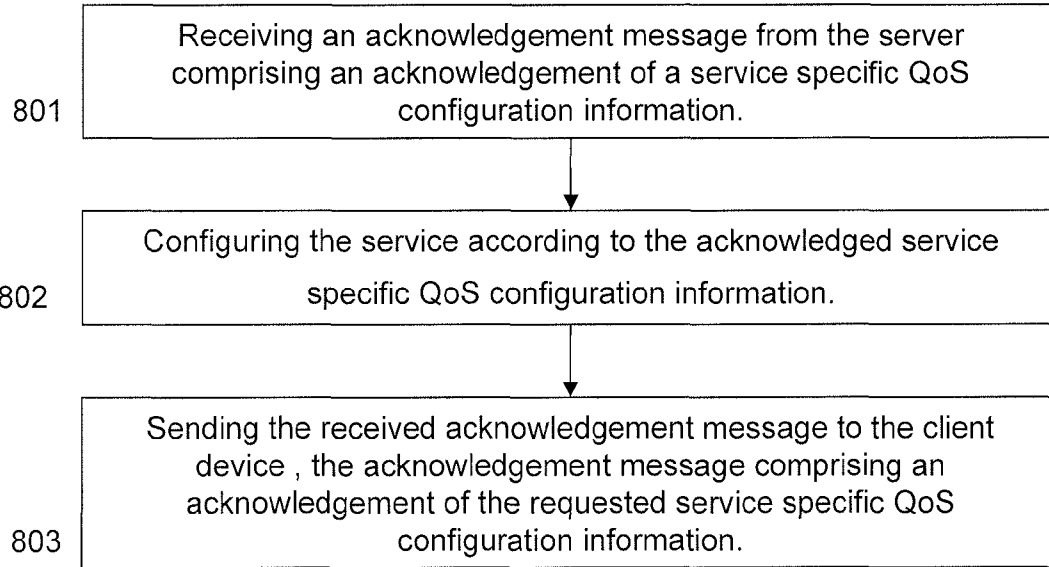 Receiving an acknowledgement message from the server
comprising an acknowledgement of a service specific QoS
configuration information.
801
Configuring the service according to the acknowledged service
specific QoS configuration information.
802
Sending the received acknowledgement message to the client
device , the acknowledgement message comprising an
acknowledgement of the requested service specific QoS
configuration information.
803